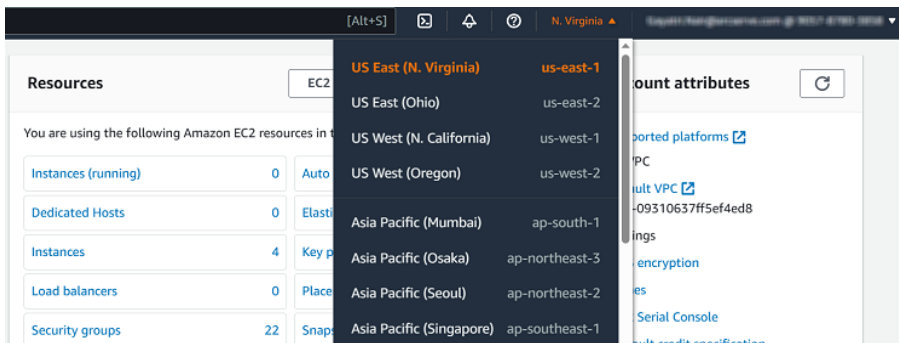 [Alt+S] N. Virginia
Resources
EC2
You are using the following Amazon EC2 resources in t
Instances (running) 0 Auto
Dedicated Hosts 0 Elasti
Instances 4 Key p
Load balancers 0 Place
Security groups 22 Snaps
US East (N. Virginia) us-east-1
US East (Ohio) us-east-2
US West (N. California) us-west-1
US West (Oregon) us-west-2
Asia Pacific (Mumbai) ap-south-1
Asia Pacific (Osaka) ap-northeast-3
Asia Pacific (Seoul) ap-northeast-2
Asia Pacific (Singapore) ap-southeast-1
ount attributes
ported platforms
VPC
ult VPC
-09310637ff5ef4ed8
ings
encryption
es
Serial Console
ult credit specification